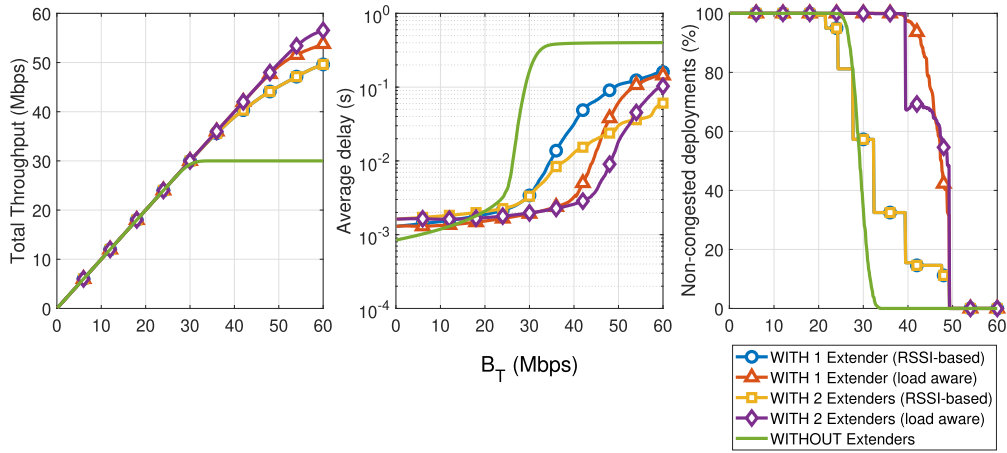 Total Throughput (Mbps)
60
50
40
30
20
10
0
0 10 20 30 40 50 60
Average delay (s)
10^0
10^-1
10^-2
10^-3
10^-4
0 10 20 30 40 50 60
B_T (Mbps)
Non-congested deployments (%)
100
80
60
40
20
0
0 10 20 30 40 50 60
WITH 1 Extender (RSSI-based)
WITH 1 Extender (load aware)
WITH 2 Extenders (RSSI-based)
WITH 2 Extenders (load aware)
WITHOUT Extenders